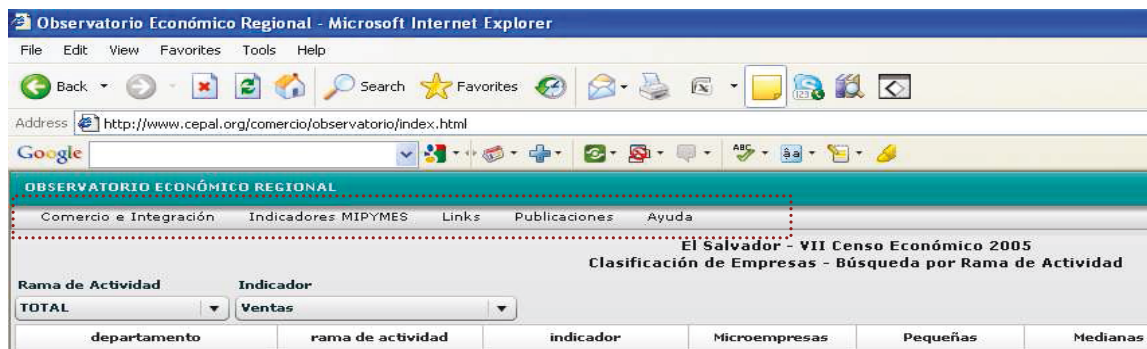 Observatorio Económico Regional - Microsoft Internet Explorer
File Edit View Favorites Tools Help
Back Search Favorites
Address http://www.cepal.org/comercio/observatorio/index.html
Google
OBSERVATORIO ECONÓMICO REGIONAL
Comercio e Integración Indicadores MIPYMES Links Publicaciones Ayuda
El Salvador - VII Censo Económico 2005
Clasificación de Empresas - Búsqueda por Rama de Actividad
Rama de Actividad Indicador
TOTAL Ventas
departamento rama de actividad indicador Microempresas Pequeñas Medianas